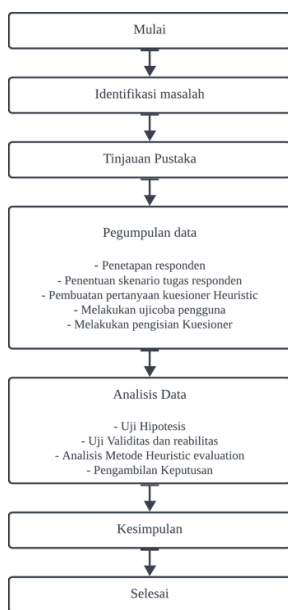 Mulai
Identifikasi masalah
Tinjauan Pustaka
Pegumpulan data
- Penetapan responden
- Penentuan skenario tugas responden
- Pembuatan pertanyaan kuesioner Heuristic
- Melakukan ujicoba pengguna
- Melakukan pengisian Kuesioner
Analisis Data
- Uji Hipotesis
- Uji Validitas dan reabilitas
- Analisis Metode Heuristic evaluation
- Pengambilan Keputusan
Kesimpulan
Selesai